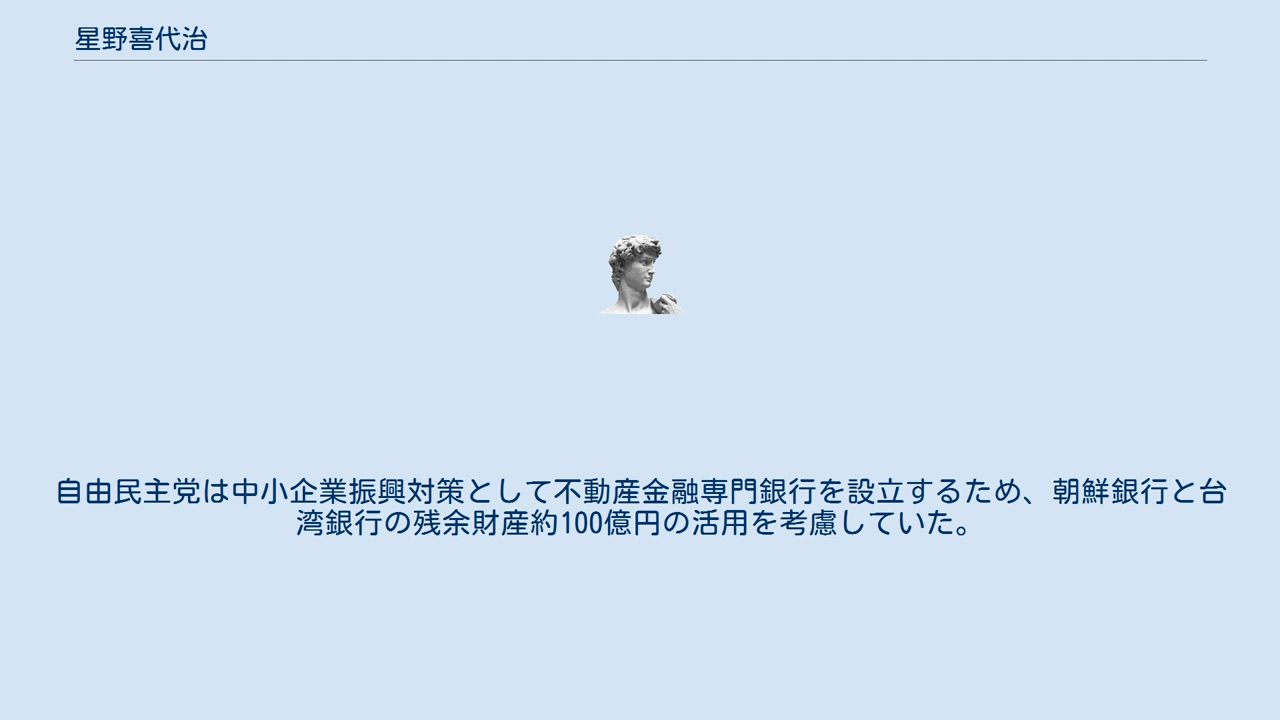 星野喜代治
自由民主党は中小企業振興対策として不動産金融専門銀行を設立するため、朝鮮銀行と台
湾銀行の残余財産約100億円の活用を考慮していた。